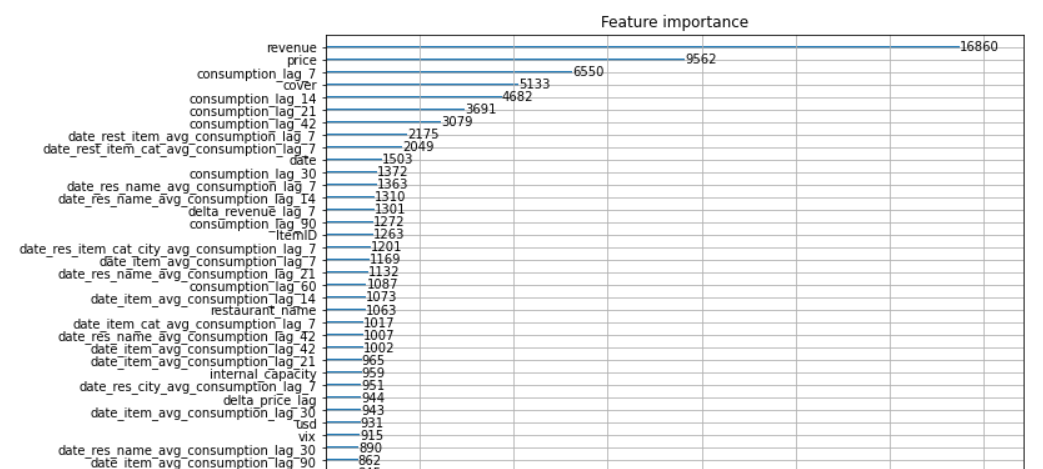 Feature importance
revenue 16860
price 9562
consumption_lag_7 6550
cover 5133
consumption_lag_14 4682
consumption_lag_21 3691
consumption_lag_42 3079
date_rest_item_avg_consumption_lag_7 2175
date_rest_item_cat_avg_consumption_lag_7 2049
date 1503
consumption_lag_30 1372
date_res_name_avg_consumption_lag_7 1363
date_res_name_avg_consumption_lag_14 1310
delta_revenue_lag_7 1301
consumption_lag_90 1272
ItemID 1263
date_res_item_cat_city_avg_consumption_lag_7 1201
date_item_avg_consumption_lag_7 1169
date_res_name_avg_consumption_lag_21 1132
consumption_lag_60 1087
date_item_avg_consumption_lag_14 1073
restaurant_name 1063
date_item_cat_avg_consumption_lag_7 1017
date_res_name_avg_consumption_lag_42 1007
date_item_avg_consumption_lag_42 1002
date_item_avg_consumption_lag_21 965
internal_capacity 959
date_res_city_avg_consumption_lag_7 951
delta_price_lag 944
date_item_avg_consumption_lag_30 943
usd 931
vix 915
date_res_name_avg_consumption_lag_30 890
date_item_avg_consumption_lag_90 862